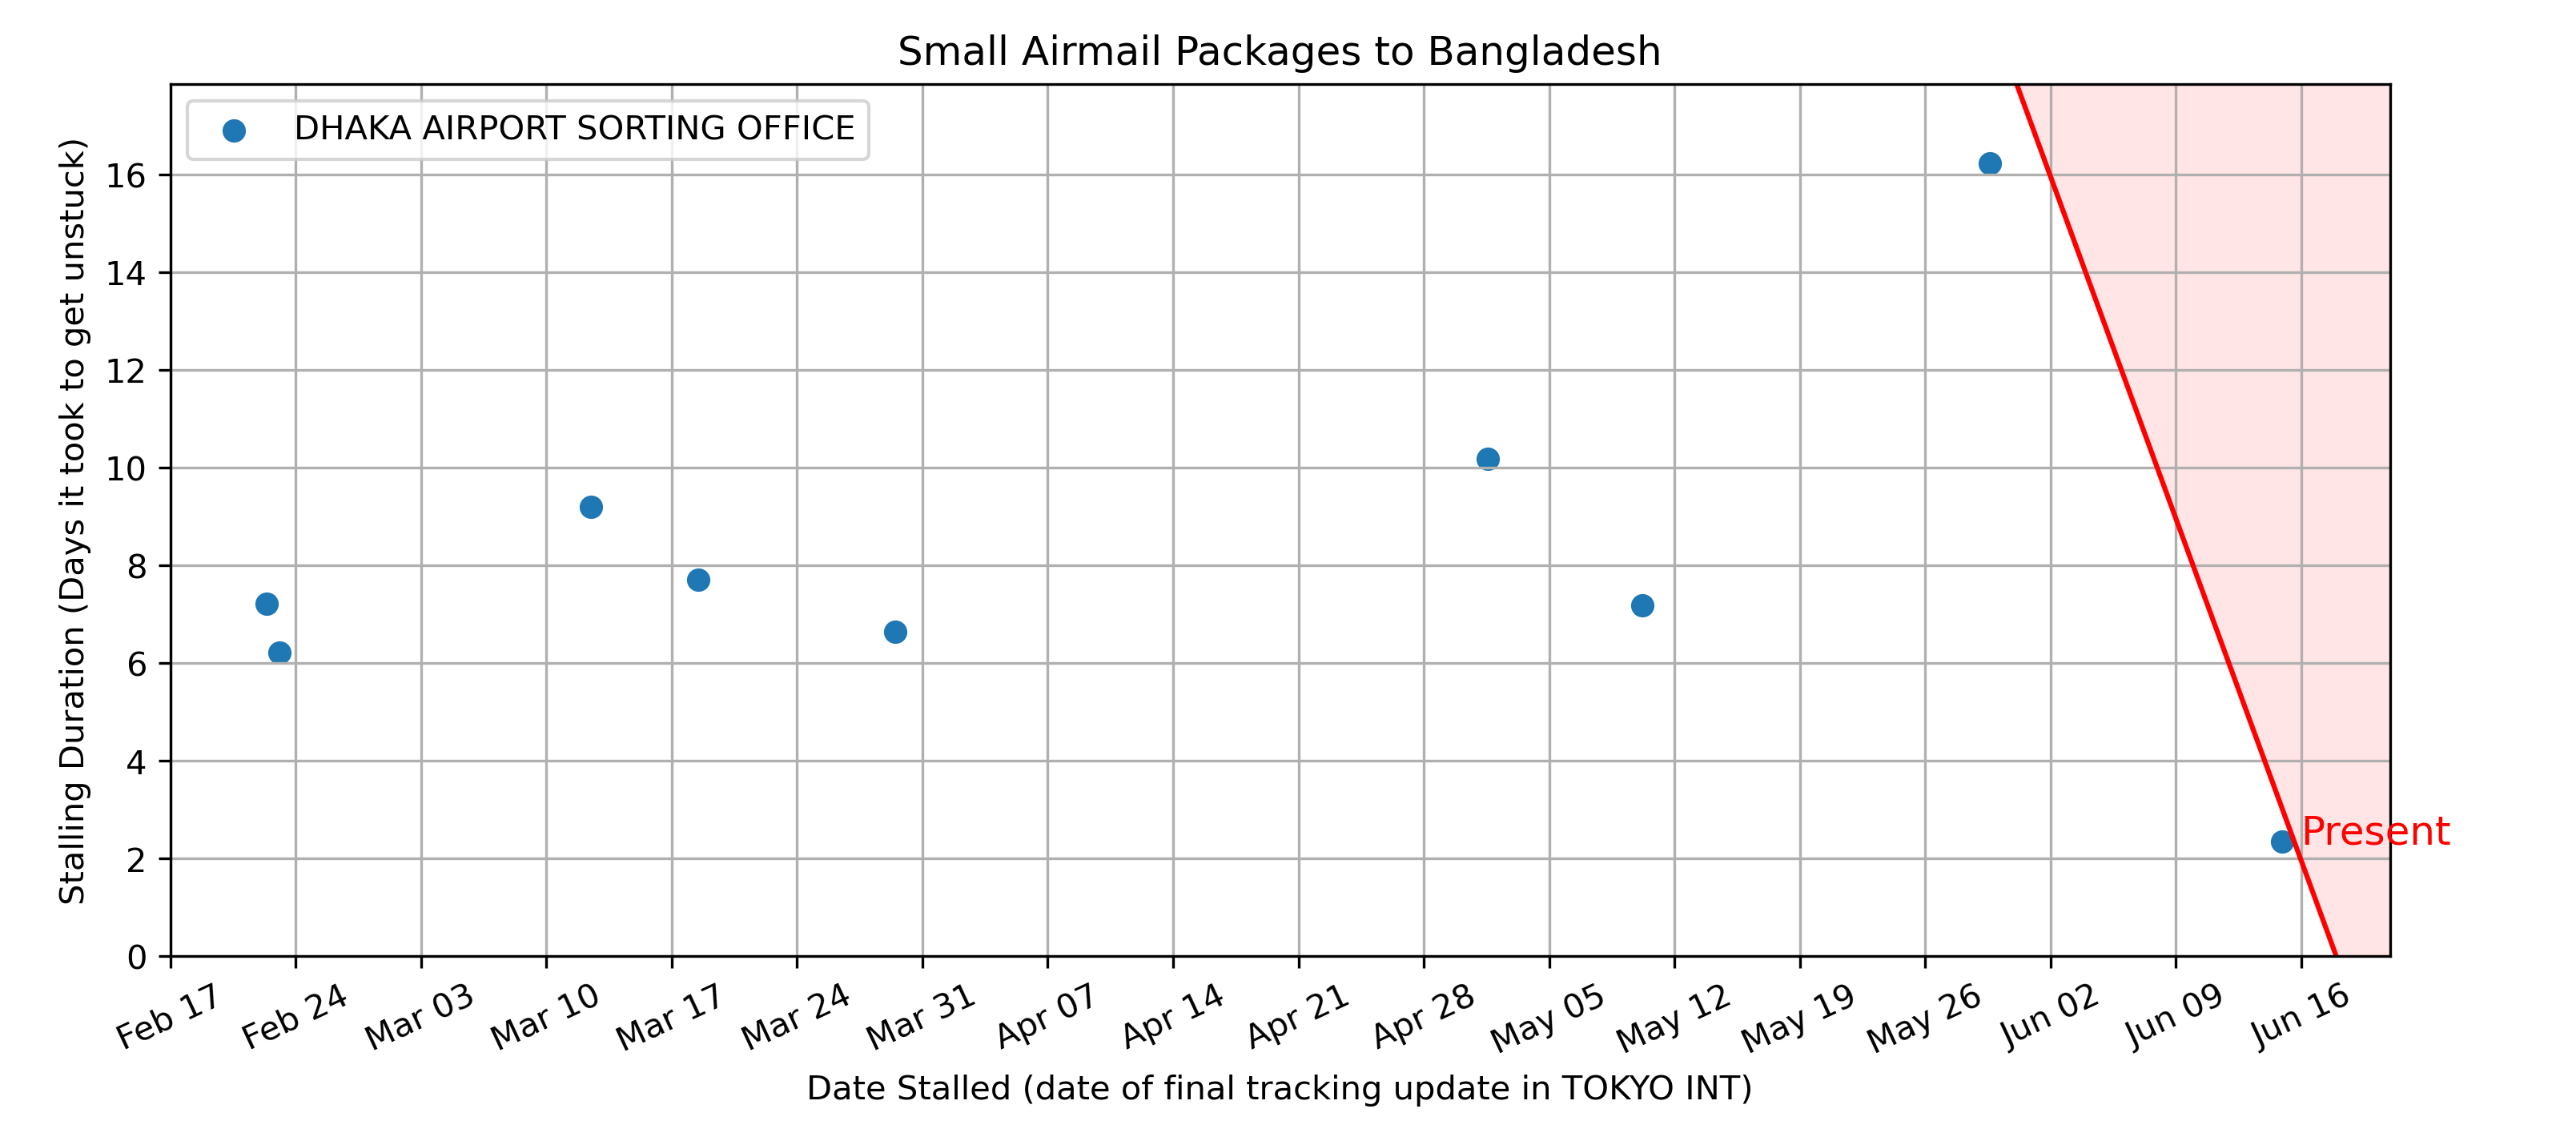 Small Airmail Packages to Bangladesh
DHAKA AIRPORT SORTING OFFICE
Stalling Duration (Days it took to get unstuck)
16
14
12
10
8
6
4
2
0
Present
Feb 17
Feb 24
Mar 03
Mar 10
Mar 17
Mar 24
Mar 31
Apr 07
Apr 14
Apr 21
Apr 28
May 05
May 12
May 19
May 26
Jun 02
Jun 09
Jun 16
Date Stalled (date of final tracking update in TOKYO INT)